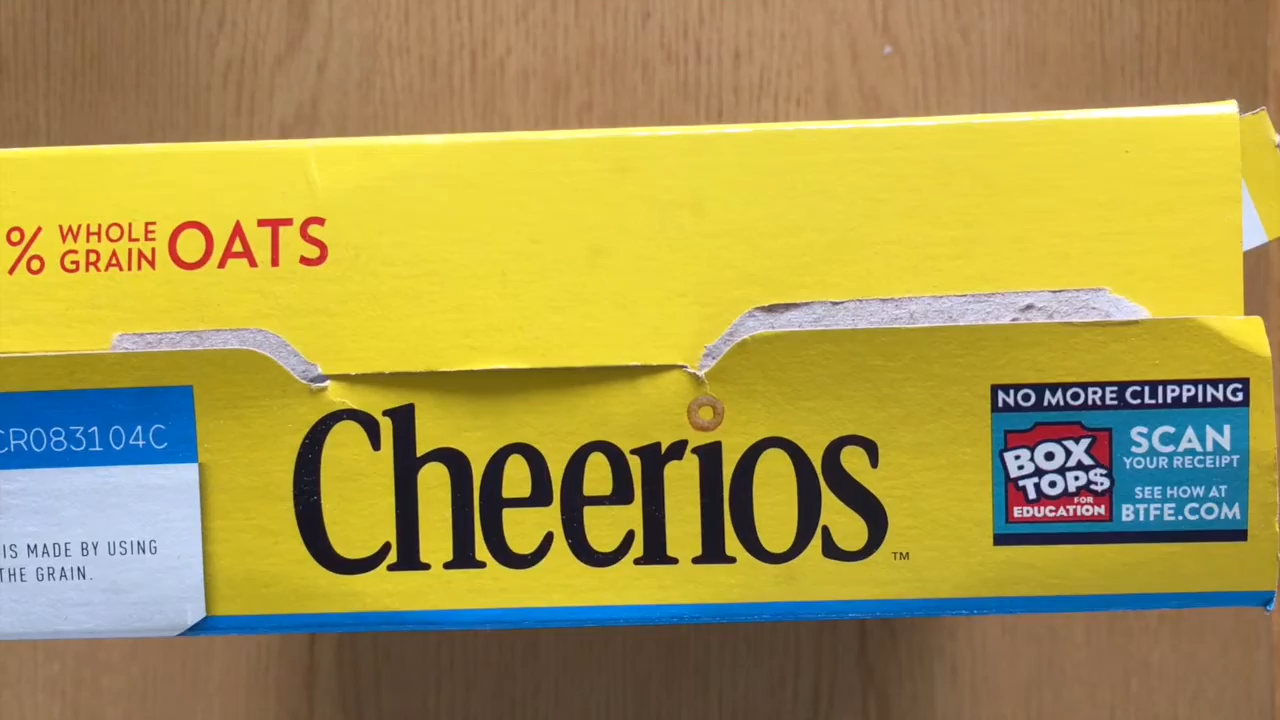 % WHOLE GRAIN OATS
CR083104C
IS MADE BY USING
THE GRAIN.
Cheerios™
NO MORE CLIPPING
BOX TOPS FOR EDUCATION
SCAN
YOUR RECEIPT
SEE HOW AT
BTFE.COM